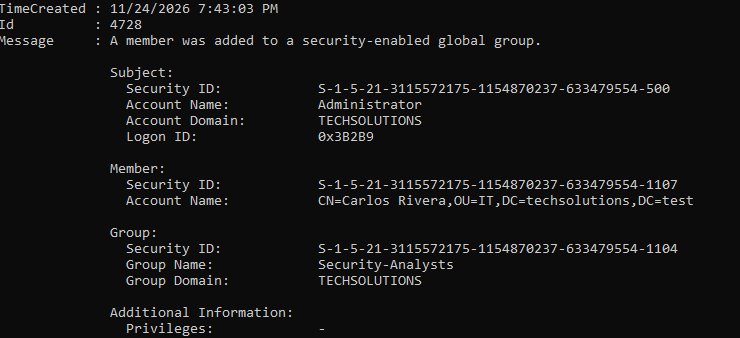 TimeCreated : 11/24/2026 7:43:03 PM
Id : 4728
Message : A member was added to a security-enabled global group.
Subject:
Security ID: S-1-5-21-3115572175-1154870237-633479554-500
Account Name: Administrator
Account Domain: TECHSOLUTIONS
Logon ID: 0x3B2B9
Member:
Security ID: S-1-5-21-3115572175-1154870237-633479554-1107
Account Name: CN=Carlos Rivera,OU=IT,DC=techsolutions,DC=test
Group:
Security ID: S-1-5-21-3115572175-1154870237-633479554-1104
Group Name: Security-Analysts
Group Domain: TECHSOLUTIONS
Additional Information:
Privileges: -